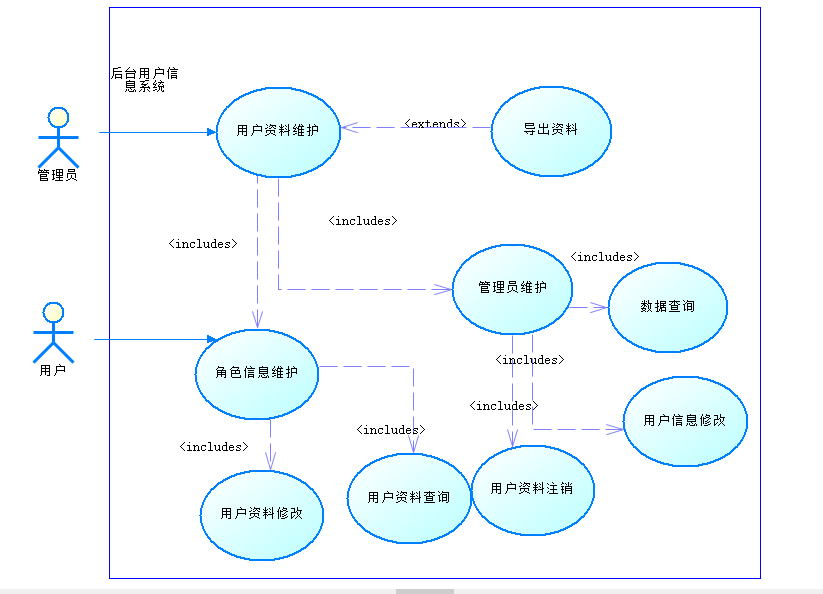 后台用户信
息系统
用户资料维护
<extends>
导出资料
管理员
<includes>
<includes>
<includes>
管理员维护
数据查询
用户
角色信息维护
<includes>
<includes>
用户信息修改
<includes>
<includes>
用户资料修改
用户资料查询
用户资料注销